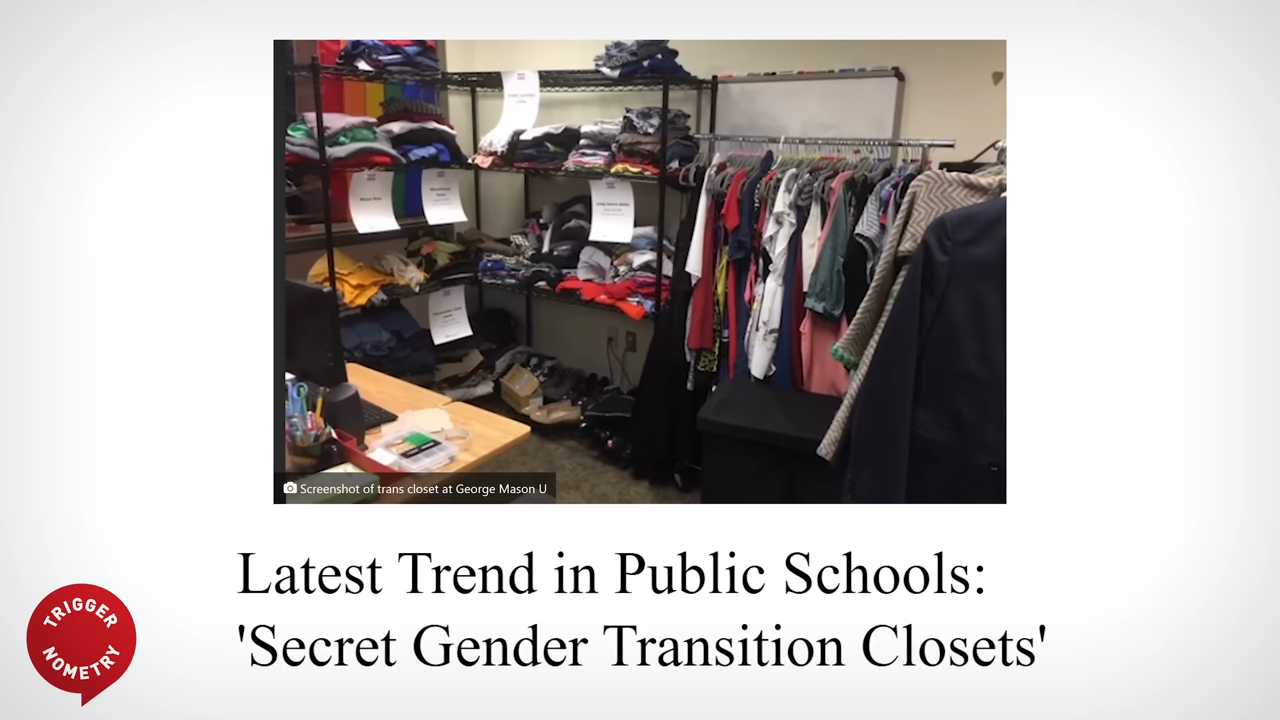 Screenshot of trans closet at George Mason U
Latest Trend in Public Schools:
'Secret Gender Transition Closets'
TRIGGER
NOMETRY